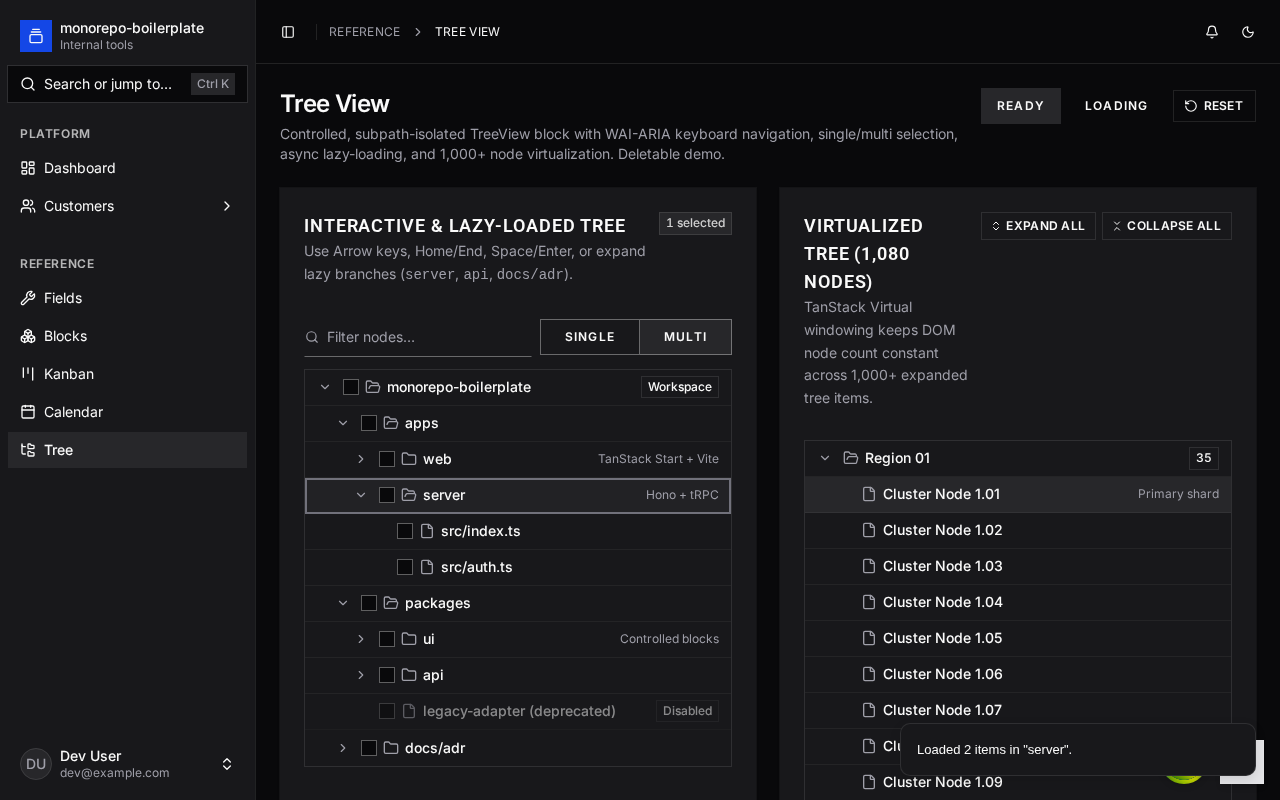 monorepo-boilerplate
Internal tools
Search or jump to... Ctrl K
PLATFORM
Dashboard
Customers
REFERENCE
Fields
Blocks
Kanban
Calendar
Tree
DU
Dev User
dev@example.com
REFERENCE > TREE VIEW
Tree View
Controlled, subpath-isolated TreeView block with WAI-ARIA keyboard navigation, single/multi selection,
async lazy-loading, and 1,000+ node virtualization. Deletable demo.
READY LOADING RESET
INTERACTIVE & LAZY-LOADED TREE 1 selected
Use Arrow keys, Home/End, Space/Enter, or expand
lazy branches (server, api, docs/adr).
Filter nodes... SINGLE MULTI
monorepo-boilerplate Workspace
apps
web TanStack Start + Vite
server Hono + tRPC
src/index.ts
src/auth.ts
packages
ui Controlled blocks
api
legacy-adapter (deprecated) Disabled
docs/adr
VIRTUALIZED
TREE (1,080
NODES)
EXPAND ALL COLLAPSE ALL
TanStack Virtual
windowing keeps DOM
node count constant
across 1,000+ expanded
tree items.
Region 01 35
Cluster Node 1.01 Primary shard
Cluster Node 1.02
Cluster Node 1.03
Cluster Node 1.04
Cluster Node 1.05
Cluster Node 1.06
Cluster Node 1.07
Loaded 2 items in "server".
Cluster Node 1.09